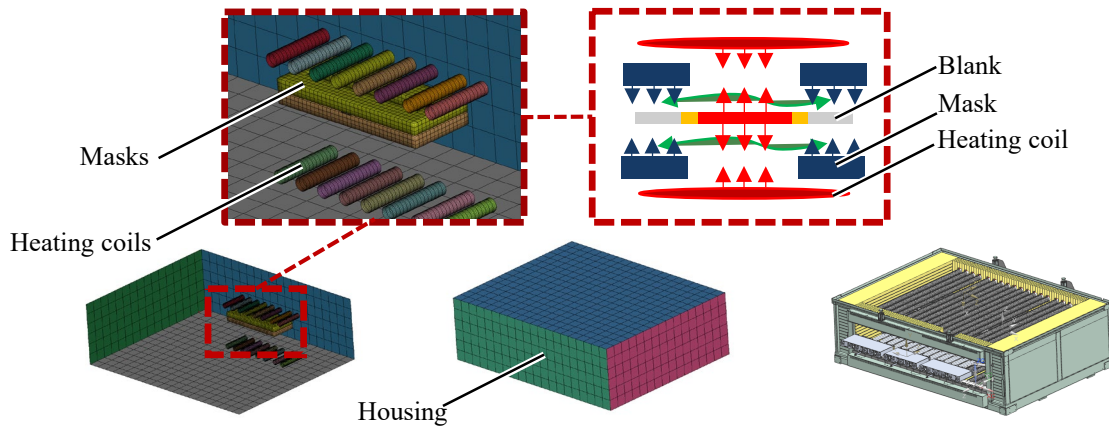 Blank
Mask
Heating coil
Masks
Heating coils
Housing